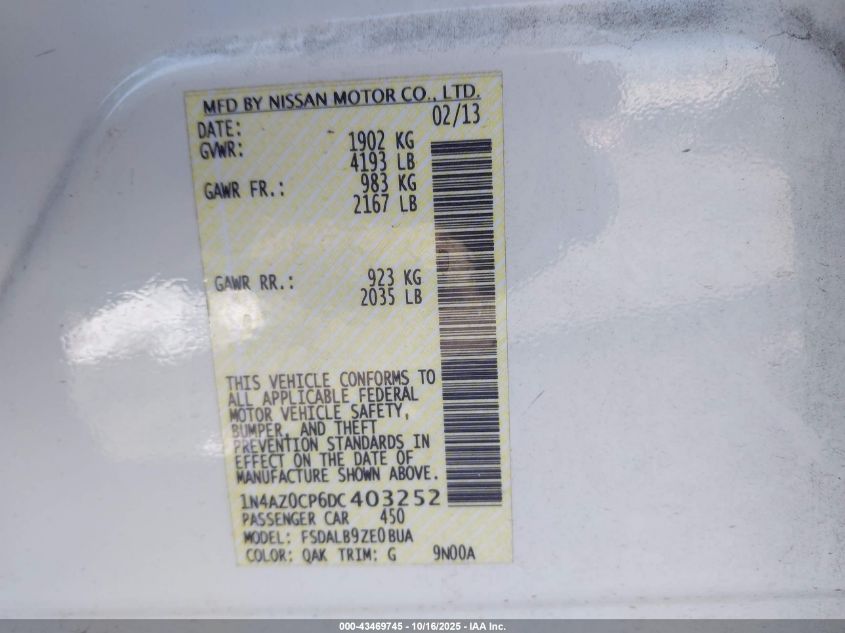 MFD BY NISSAN MOTOR CO., LTD.
DATE: 02/13
GVWR: 1902 KG
4193 LB
GAWR FR.: 983 KG
2167 LB
GAWR RR.: 923 KG
2035 LB
THIS VEHICLE CONFORMS TO
ALL APPLICABLE FEDERAL
MOTOR VEHICLE SAFETY,
BUMPER, AND THEFT
PREVENTION STANDARDS IN
EFFECT ON THE DATE OF
MANUFACTURE SHOWN ABOVE.
1N4AZ0CP6DC403252
PASSENGER CAR 450
MODEL: FSDALB9ZE0BUA
COLOR: QAK TRIM: G 9N00A
000-43469745 - 10/16/2025 - IAA Inc.